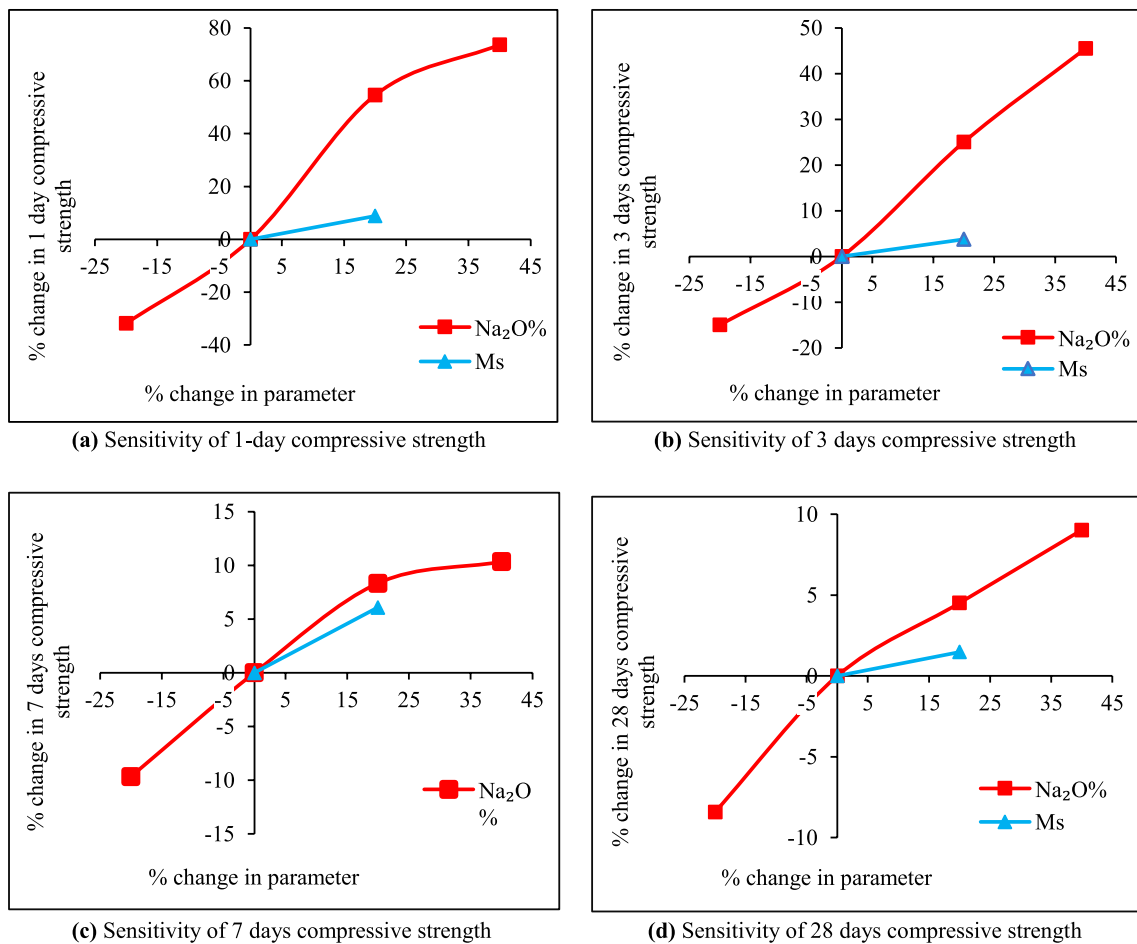 % change in 1 day compressive
strength
80
60
40
20
0
-20
-40
-25
-15
-5
5
15
25
35
45
Na₂O%
Ms
% change in parameter
(a) Sensitivity of 1-day compressive strength
% change in 3 days compressive
strength
50
40
30
20
10
0
-10
-20
-25
-15
-5
5
15
25
35
45
Na₂O%
Ms
% change in parameter
(b) Sensitivity of 3 days compressive strength
% change in 7 days compressive
strength
15
10
5
0
-5
-10
-15
-25
-15
-5
5
15
25
35
45
Na₂O
%
% change in parameter
(c) Sensitivity of 7 days compressive strength
% change in 28 days compressive
strength
10
5
0
-5
-10
-25
-15
-5
5
15
25
35
45
Na₂O%
Ms
% change in parameter
(d) Sensitivity of 28 days compressive strength